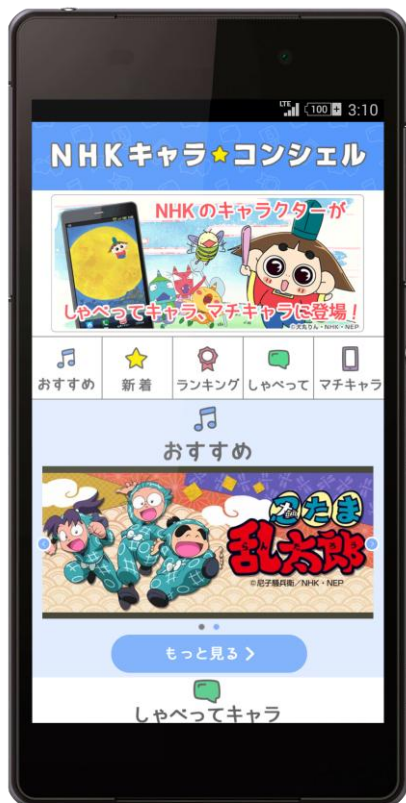 LTE 100 3:10
NHKキャラ★コンシェル
NHKのキャラクターが
しゃべってキャラ、マチキャラに登場!
©犬丸りん・NHK・NEP
おすすめ 新着 ランキング しゃべって マチキャラ
おすすめ
忍たま
乱太郎
©尼子騒兵衛/NHK・NEP
もっと見る
しゃべってキャラ